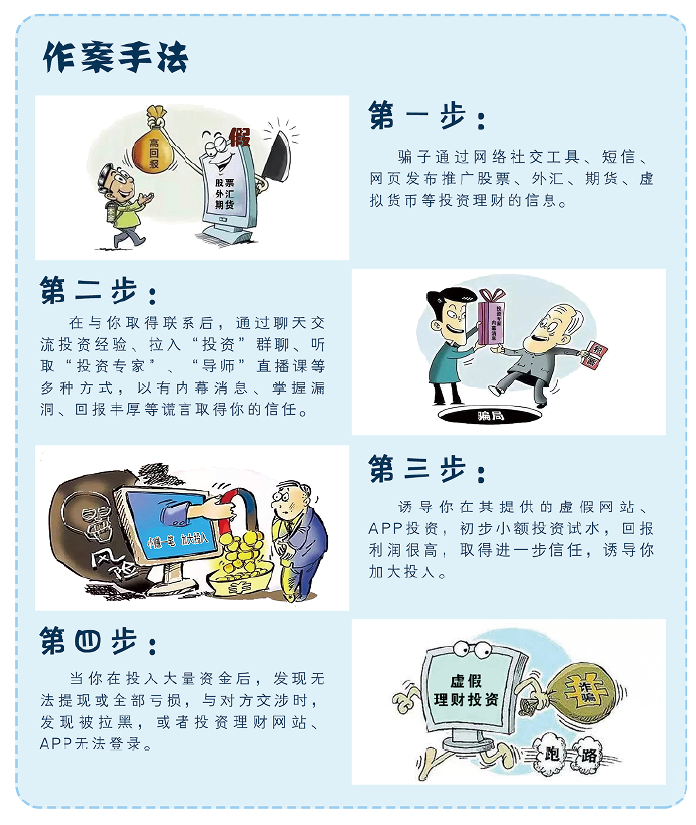 作案手法
高回报
假
股票
外汇
期货
第一步：
骗子通过网络社交工具、短信、
网页发布推广股票、外汇、期货、虚
拟货币等投资理财的信息。
第二步：
在与你取得联系后，通过聊天交
流投资经验、拉入“投资”群聊、听
取“投资专家”、“导师”直播课等
多种方式，以有内幕消息、掌握漏
洞、回报丰厚等谎言取得你的信任。
投资专家
内幕消息
骗局
风险
第三步：
诱导你在其提供的虚假网站、
APP投资，初步小额投资试水，回报
利润很高，取得进一步信任，诱导你
加大投入。
第四步：
当你在投入大量资金后，发现无
法提现或全部亏损，与对方交涉时，
发现被拉黑，或者投资理财网站、
APP无法登录。
虚假
理财投资
诈骗
跑路